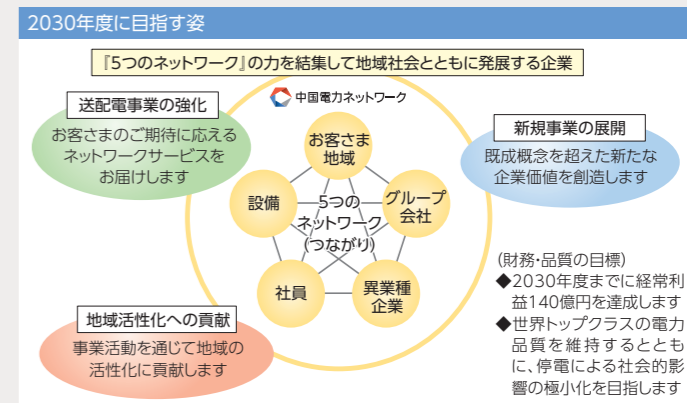 2030年度に目指す姿
『5つのネットワーク』の力を結集して地域社会とともに発展する企業
中国電力ネットワーク
送配電事業の強化
お客さまのご期待に応える
ネットワークサービスを
お届けします
新規事業の展開
既成概念を超えた新たな
企業価値を創造します
お客さま
地域
設備
5つの
ネットワーク
(つながり)
グループ
会社
社員
異業種
企業
地域活性化への貢献
事業活動を通じて地域の
活性化に貢献します
(財務・品質の目標)
◆2030年度までに経常利
益140億円を達成します
◆世界トップクラスの電力
品質を維持するととも
に、停電による社会的影
響の極小化を目指します